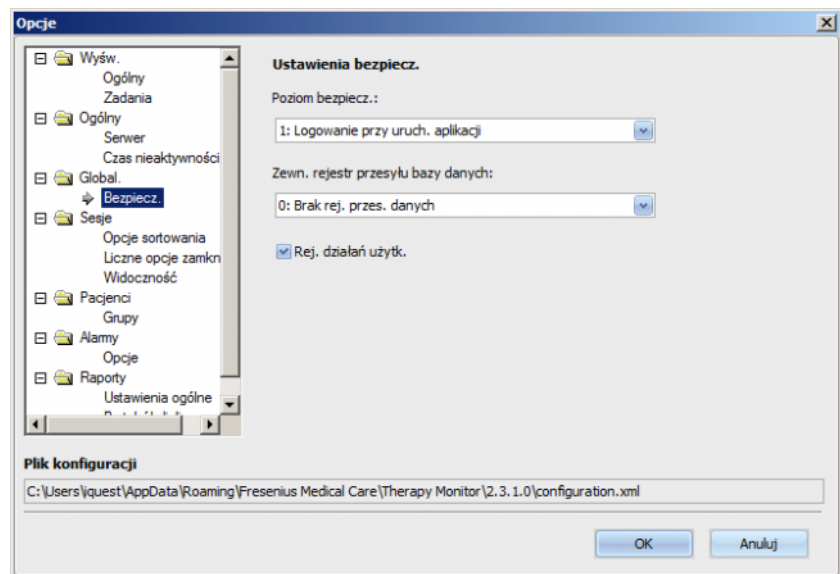 Opcje
Wyśw.
Ogólny
Zadania
Ogólny
Serwer
Czas nieaktywności
Global.
Bezpiecz.
Sesje
Opcje sortowania
Liczne opcje zamkn
Widoczność
Pacjenci
Grupy
Alarmy
Opcje
Raporty
Ustawienia ogólne
Ustawienia bezpiecz.
Poziom bezpiecz.:
1: Logowanie przy uruch. aplikacji
Zewn. rejestr przesyłu bazy danych:
0: Brak rej. przes. danych
Rej. działań użytk.
Plik konfiguracji
C:\Users\iquest\AppData\Roaming\Fresenius Medical Care\Therapy Monitor\2.3.1.0\configuration.xml
OK
Anuluj